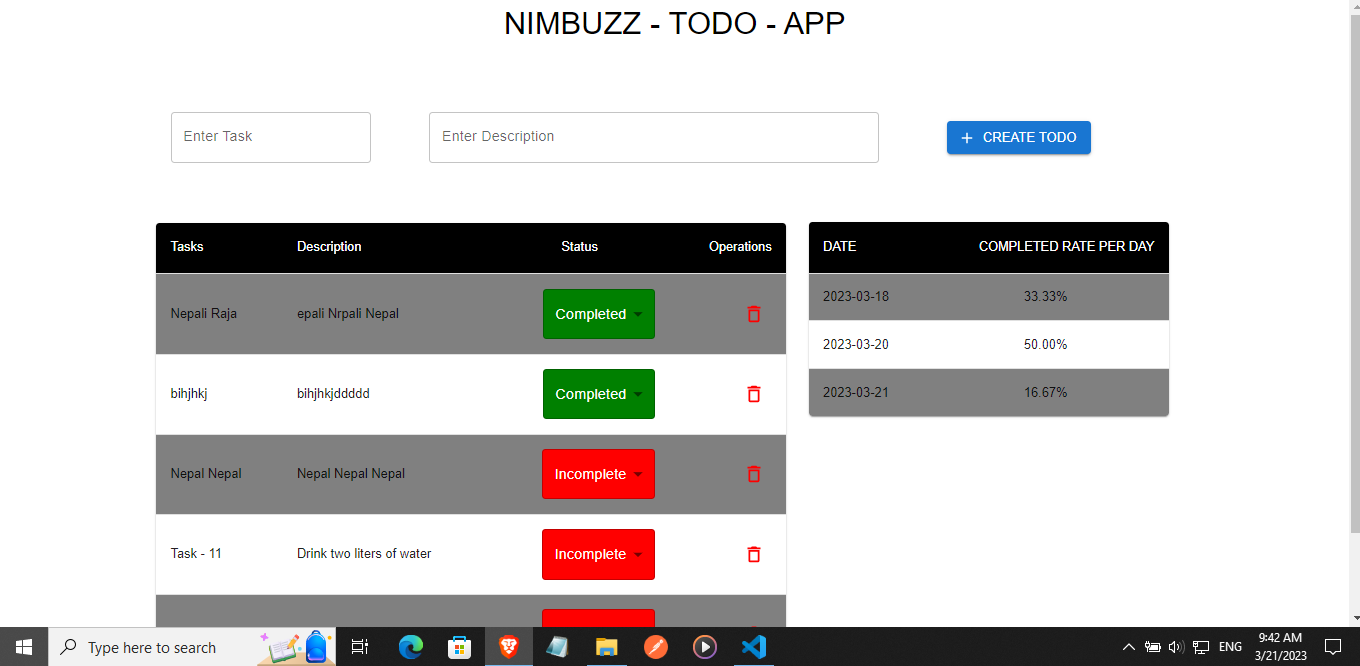 NIMBUZZ - TODO - APP
Enter Task
Enter Description
+ CREATE TODO
Tasks Description Status Operations
Nepali Raja epali Nrpali Nepal Completed
bihjhkj bihjhkjddddd Completed
Nepal Nepal Nepal Nepal Nepal Incomplete
Task - 11 Drink two liters of water Incomplete
DATE COMPLETED RATE PER DAY
2023-03-18 33.33%
2023-03-20 50.00%
2023-03-21 16.67%
Type here to search
ENG
9:42 AM
3/21/2023